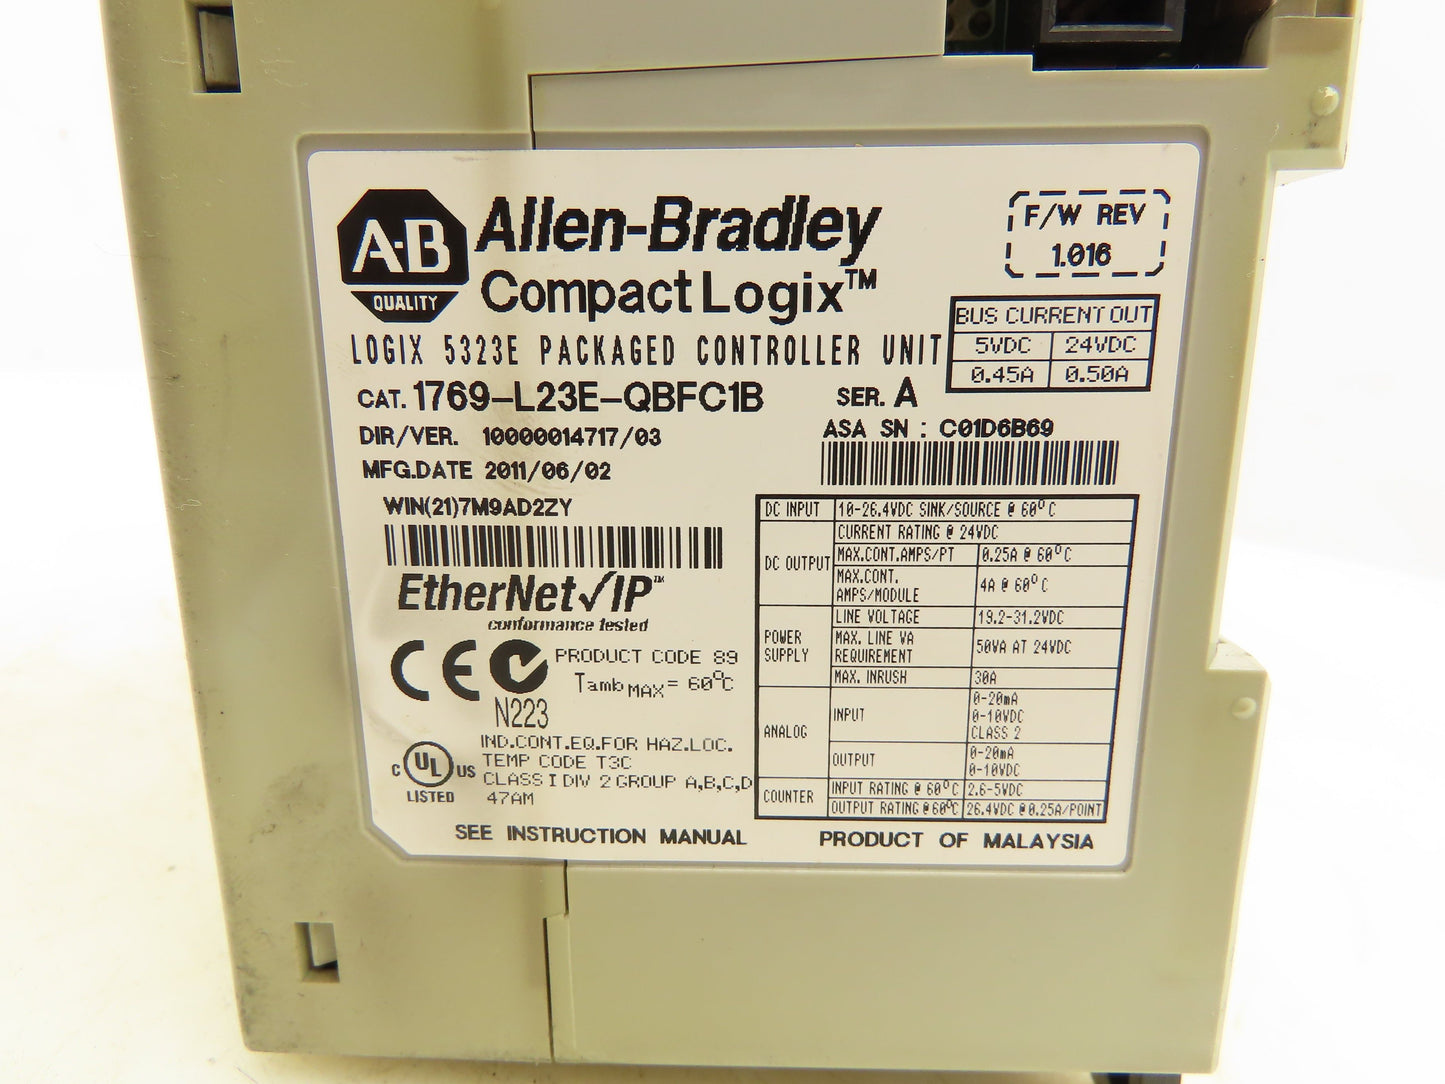 A-B
QUALITY
Allen-Bradley
CompactLogix™
F/W REV
1.016
LOGIX 5323E PACKAGED CONTROLLER UNIT
BUS CURRENT OUT
5VDC 24VDC
0.45A 0.50A
CAT. 1769-L23E-QBFC1B SER. A
DIR/VER. 10000014717/03
ASA SN : C01D6B69
MFG.DATE 2011/06/02
WIN(21)7M9AD2ZY
EtherNet/IP™
conformance tested
CE
N223
PRODUCT CODE 89
Tamb MAX = 60°C
IND.CONT.EQ.FOR HAZ.LOC.
TEMP CODE T3C
CLASS I DIV 2 GROUP A,B,C,D
47AM
C UL US
LISTED
DC INPUT 10-26.4VDC SINK/SOURCE @ 60°C
DC OUTPUT CURRENT RATING @ 24VDC
MAX.CONT.AMPS/PT 0.25A @ 60°C
MAX.CONT.
AMPS/MODULE 4A @ 60°C
POWER
SUPPLY
LINE VOLTAGE 19.2-31.2VDC
MAX. LINE VA
REQUIREMENT 50VA AT 24VDC
MAX. INRUSH 30A
ANALOG
INPUT
0-20mA
0-10VDC
CLASS 2
OUTPUT
0-20mA
0-10VDC
COUNTER
INPUT RATING @ 60°C 2.6-5VDC
OUTPUT RATING @ 60°C 26.4VDC @ 0.25A/POINT
SEE INSTRUCTION MANUAL PRODUCT OF MALAYSIA